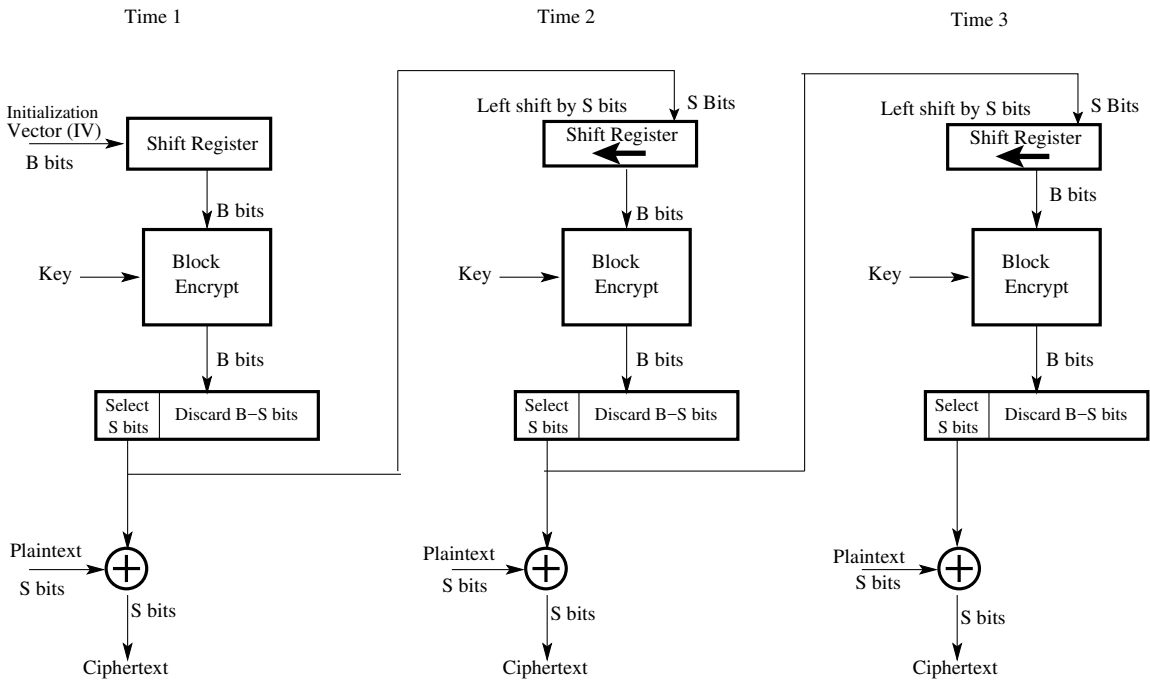 Time 1
Time 2
Time 3
Initialization
Vector (IV)
B bits
Shift Register
Left shift by S bits
S Bits
Shift Register
Left shift by S bits
S Bits
Shift Register
B bits
B bits
B bits
Key
Block
Encrypt
Key
Block
Encrypt
Key
Block
Encrypt
B bits
B bits
B bits
Select
S bits
Discard B−S bits
Select
S bits
Discard B−S bits
Select
S bits
Discard B−S bits
Plaintext
S bits
Plaintext
S bits
Plaintext
S bits
S bits
S bits
S bits
Ciphertext
Ciphertext
Ciphertext